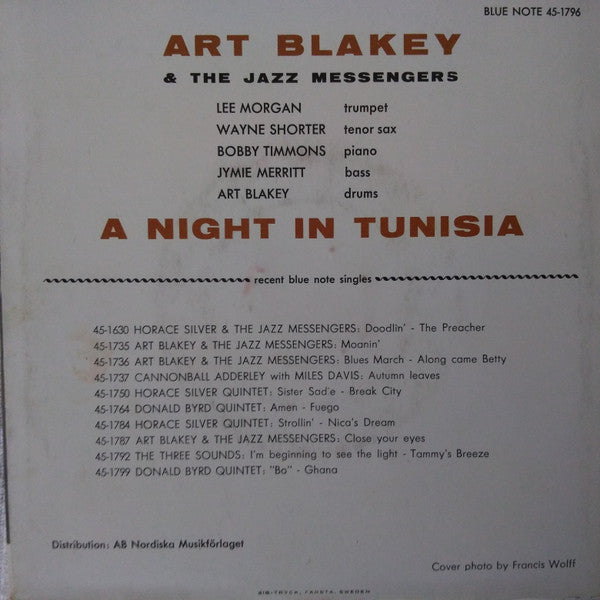 BLUE NOTE 45-1796
ART BLAKEY
& THE JAZZ MESSENGERS
LEE MORGAN trumpet
WAYNE SHORTER tenor sax
BOBBY TIMMONS piano
JYMIE MERRITT bass
ART BLAKEY drums
A NIGHT IN TUNISIA
recent blue note singles
45-1630 HORACE SILVER & THE JAZZ MESSENGERS: Doodlin' - The Preacher
45-1735 ART BLAKEY & THE JAZZ MESSENGERS: Moanin'
45-1736 ART BLAKEY & THE JAZZ MESSENGERS: Blues March - Along came Betty
45-1737 CANNONBALL ADDERLEY with MILES DAVIS: Autumn leaves
45-1750 HORACE SILVER QUINTET: Sister Sad'e - Break City
45-1764 DONALD BYRD QUINTET: Amen - Fuego
45-1784 HORACE SILVER QUINTET: Strollin' - Nica's Dream
45-1787 ART BLAKEY & THE JAZZ MESSENGERS: Close your eyes
45-1792 THE THREE SOUNDS: I'm beginning to see the light - Tammy's Breeze
45-1799 DONALD BYRD QUINTET: "Bo" - Ghana
Distribution: AB Nordiska Musikförlaget
Cover photo by Francis Wolff
FARSTA, SWEDEN